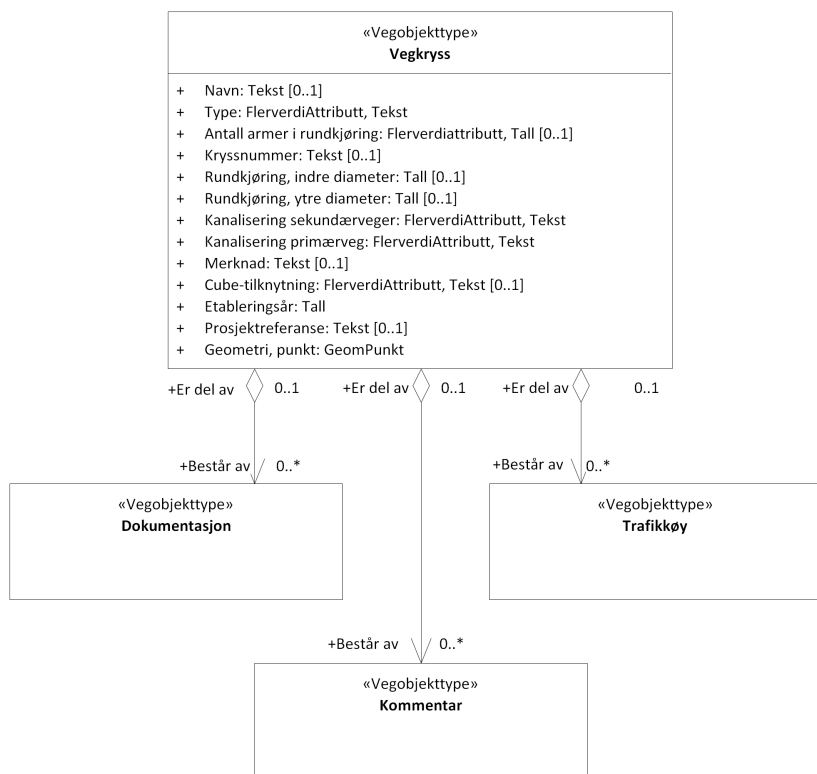 «Vegobjekttype»
Vegkryss
+ Navn: Tekst [0..1]
+ Type: FlerverdiAttributt, Tekst
+ Antall armer i rundkjøring: Flerverdiattributt, Tall [0..1]
+ Kryssnummer: Tekst [0..1]
+ Rundkjøring, indre diameter: Tall [0..1]
+ Rundkjøring, ytre diameter: Tall [0..1]
+ Kanalisering sekundærveger: FlerverdiAttributt, Tekst
+ Kanalisering primærveg: FlerverdiAttributt, Tekst
+ Merknad: Tekst [0..1]
+ Cube-tilknytning: FlerverdiAttributt, Tekst [0..1]
+ Etableringsår: Tall
+ Prosjektreferanse: Tekst [0..1]
+ Geometri, punkt: GeomPunkt
+Er del av 0..1 +Er del av 0..1 +Er del av 0..1
+Består av 0..* +Består av 0..*
«Vegobjekttype» «Vegobjekttype»
Dokumentasjon Trafikkøy
+Består av 0..*
«Vegobjekttype»
Kommentar